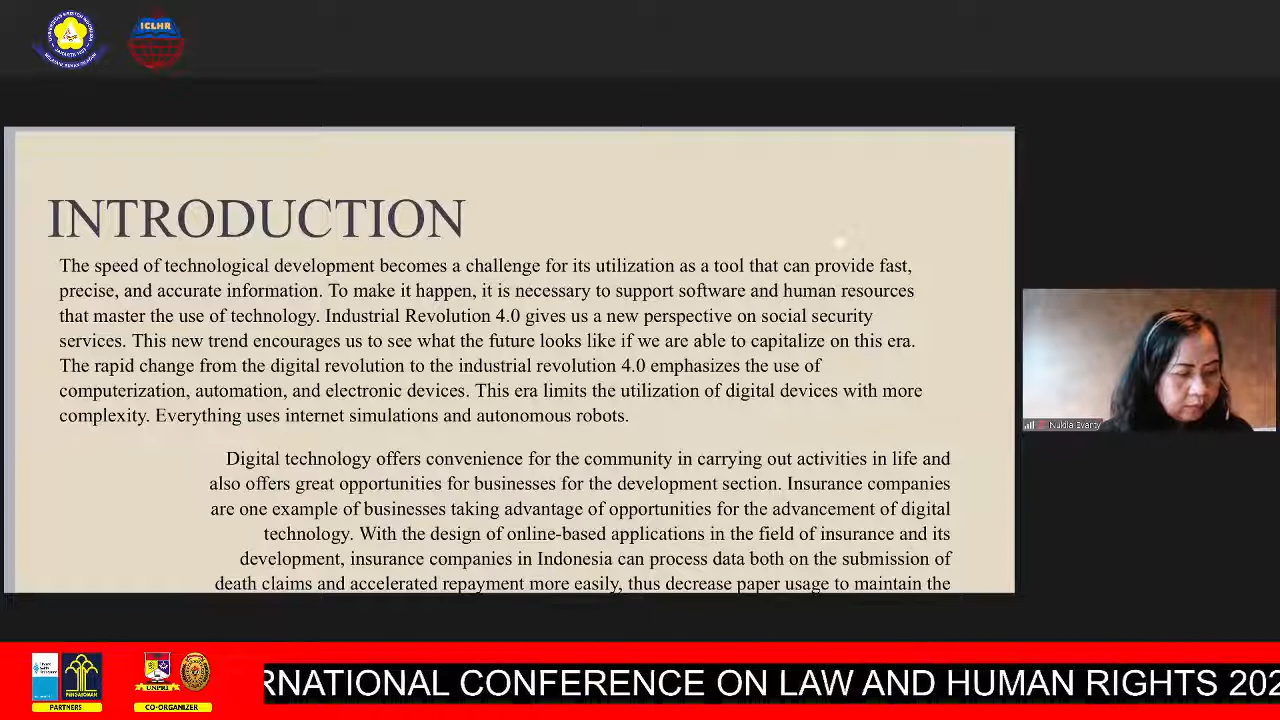 ICLHR
INTRODUCTION
The speed of technological development becomes a challenge for its utilization as a tool that can provide fast,
precise, and accurate information. To make it happen, it is necessary to support software and human resources
that master the use of technology. Industrial Revolution 4.0 gives us a new perspective on social security
services. This new trend encourages us to see what the future looks like if we are able to capitalize on this era.
The rapid change from the digital revolution to the industrial revolution 4.0 emphasizes the use of
computerization, automation, and electronic devices. This era limits the utilization of digital devices with more
complexity. Everything uses internet simulations and autonomous robots.
Digital technology offers convenience for the community in carrying out activities in life and
also offers great opportunities for businesses for the development section. Insurance companies
are one example of businesses taking advantage of opportunities for the advancement of digital
technology. With the design of online-based applications in the field of insurance and its
development, insurance companies in Indonesia can process data both on the submission of
death claims and accelerated repayment more easily, thus decrease paper usage to maintain the
Nuklia Evanty
PENGAYOMAN
PARTNERS
UNPRI
CO-ORGANIZER
RNATIONAL CONFERENCE ON LAW AND HUMAN RIGHTS 202